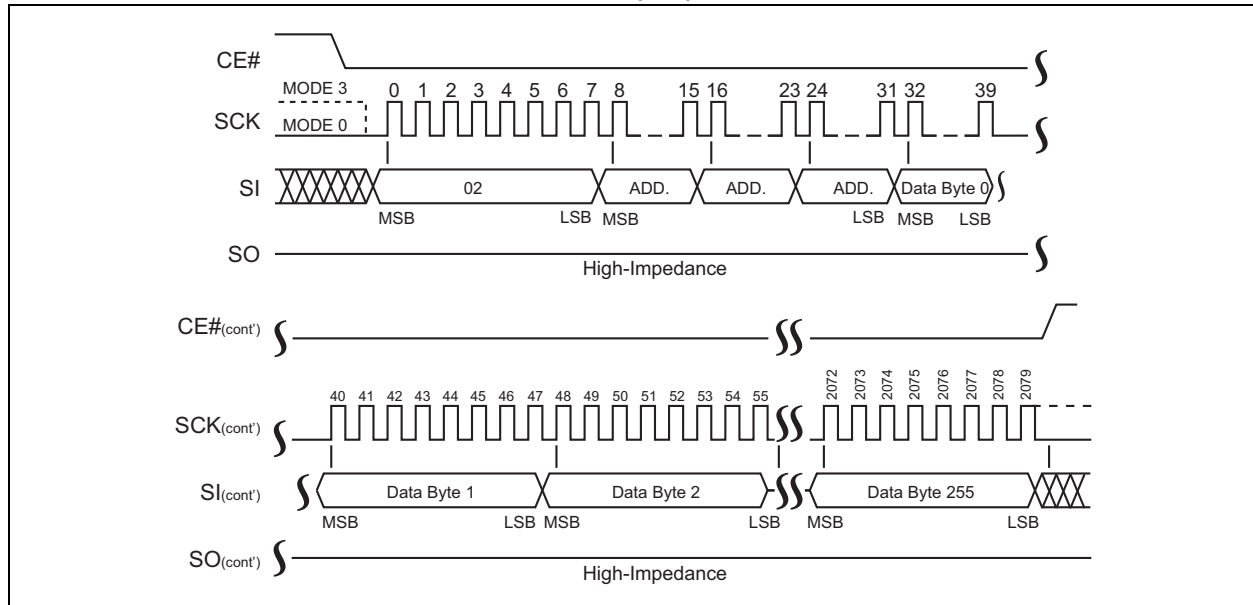 CE#
MODE 3
0 1 2 3 4 5 6 7 8 15 16 23 24 31 32 39
SCK
MODE 0
SI
02 ADD. ADD. ADD. Data Byte 0
MSB LSB MSB LSB MSB LSB
SO
High-Impedance
CE#(cont')
40 41 42 43 44 45 46 47 48 49 50 51 52 53 54 55 2072 2073 2074 2075 2076 2077 2078 2079
SCK(cont')
SI(cont')
Data Byte 1 Data Byte 2 Data Byte 255
MSB LSB MSB LSB MSB LSB
SO(cont')
High-Impedance